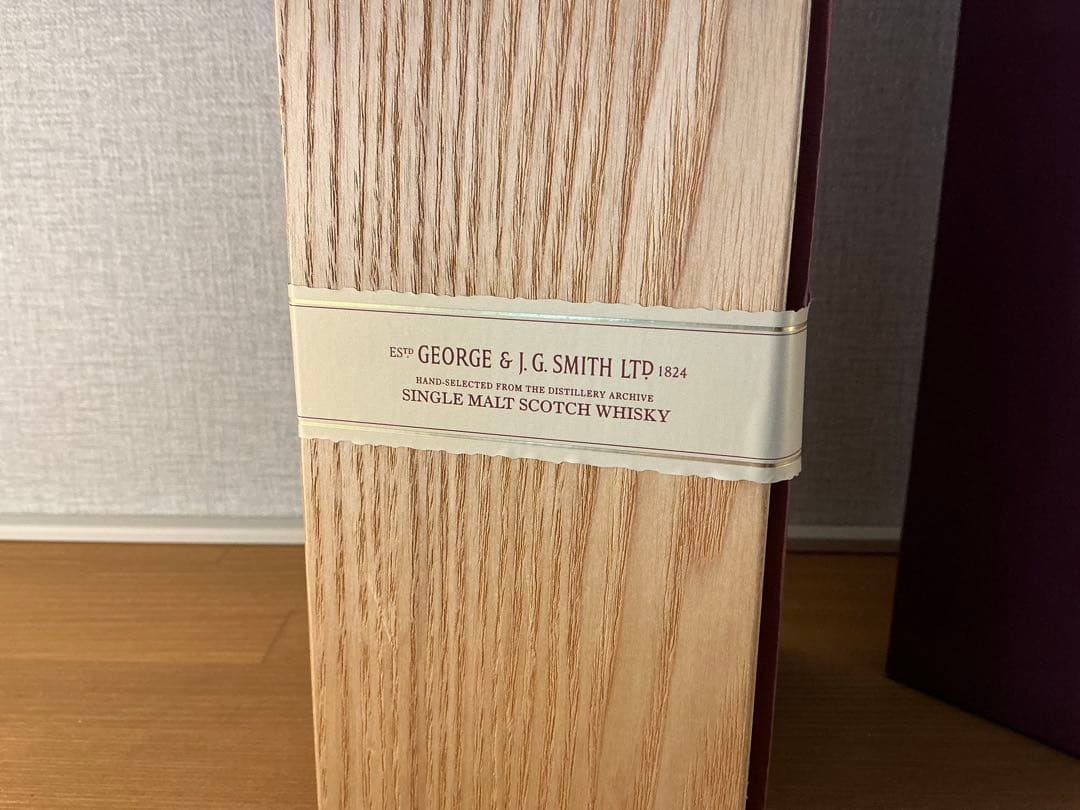 ESTD GEORGE & J. G. SMITH LTD 1824
HAND-SELECTED FROM THE DISTILLERY ARCHIVE
SINGLE MALT SCOTCH WHISKY